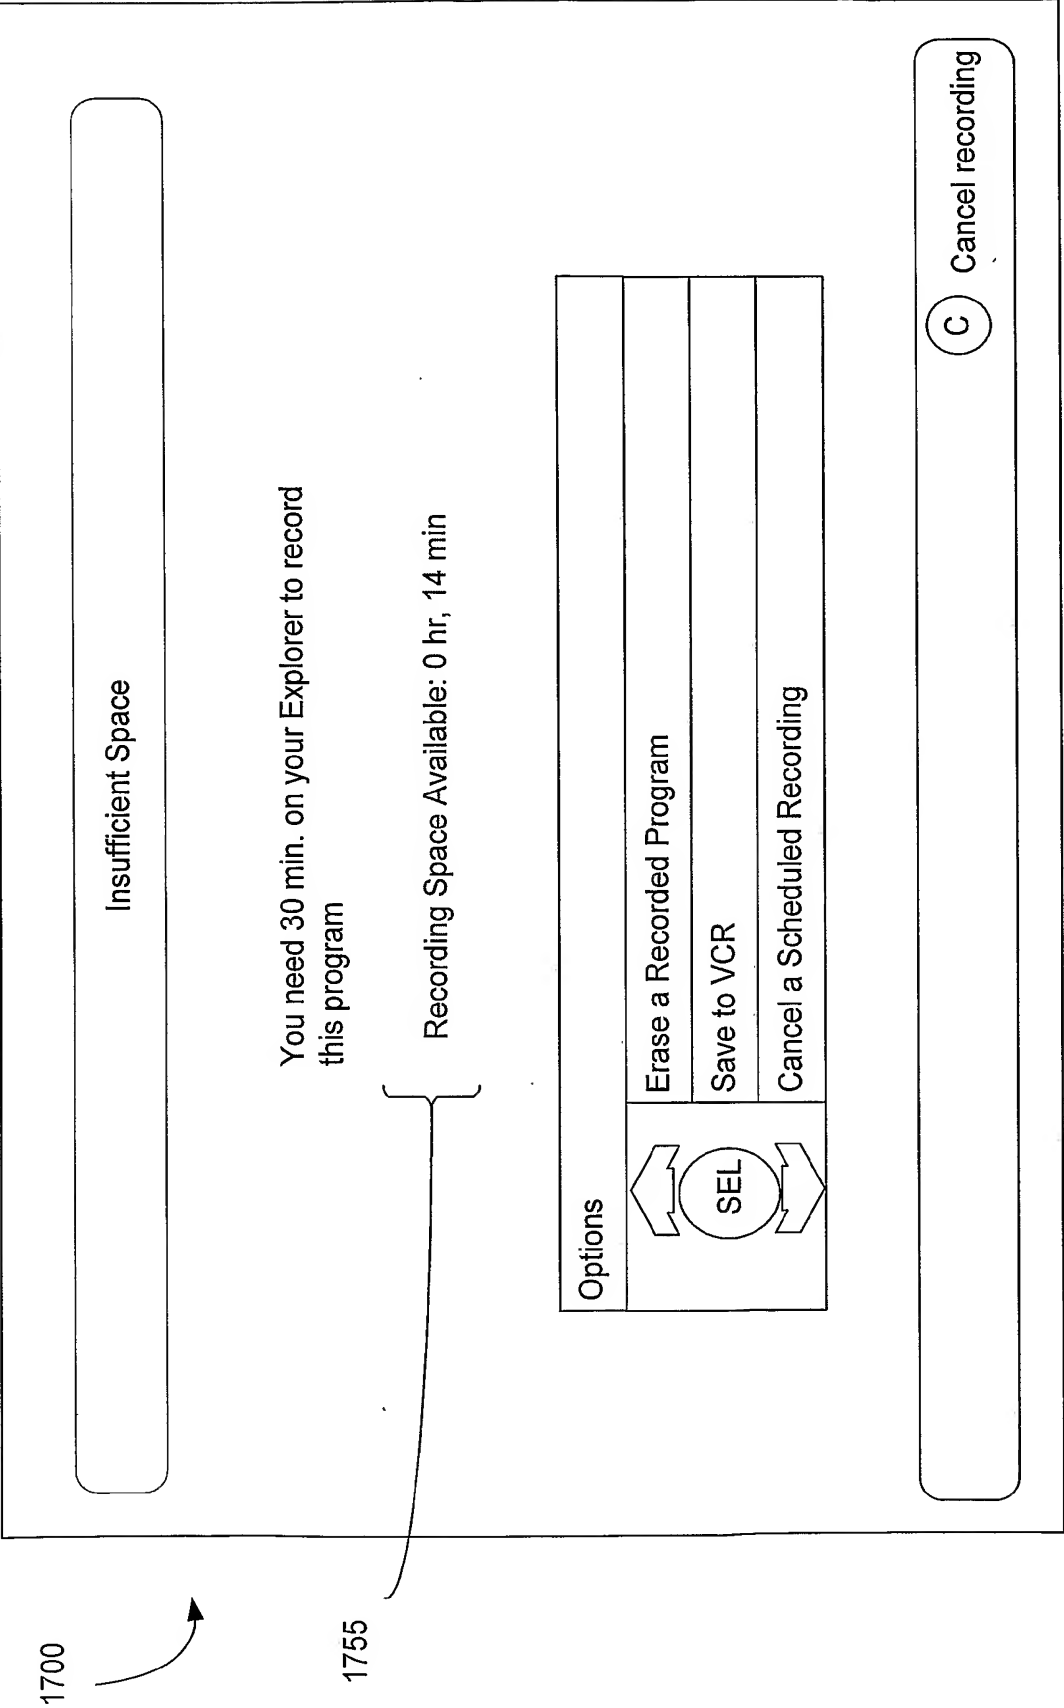 1700
Insufficient Space
You need 30 min. on your Explorer to record
this program
1755
Recording Space Available: 0 hr, 14 min
Options
SEL
Erase a Recorded Program
Save to VCR
Cancel a Scheduled Recording
C Cancel recording